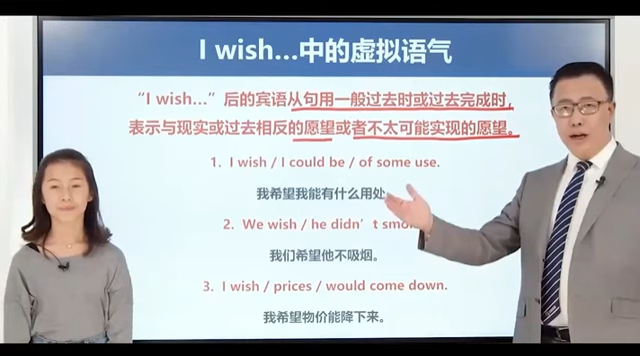 I wish…中的虚拟语气
“I wish…”后的宾语从句用一般过去时或过去完成时,
表示与现实或过去相反的愿望或者不太可能实现的愿望。
1. I wish / I could be / of some use.
我希望我能有什么用处
2. We wish / he didn’t
我们希望他不吸烟。
3. I wish / prices / would come down.
我希望物价能降下来。